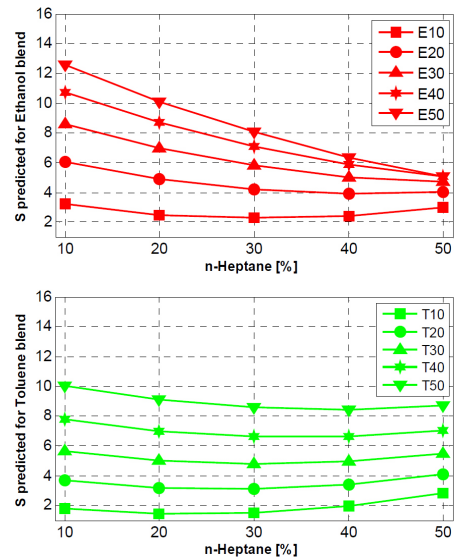 S predicted for Ethanol blend
16
14
12
10
8
6
4
2
E10
E20
E30
E40
E50
10 20 30 40 50
n-Heptane [%]
S predicted for Toluene blend
16
14
12
10
8
6
4
2
T10
T20
T30
T40
T50
10 20 30 40 50
n-Heptane [%]